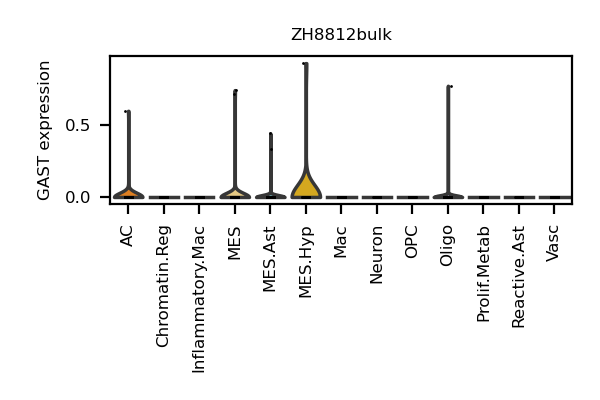 ZH8812bulk
GAST expression
0.5
0.0
AC
Chromatin.Reg
Inflammatory.Mac
MES
MES.Ast
MES.Hyp
Mac
Neuron
OPC
Oligo
Prolif.Metab
Reactive.Ast
Vasc